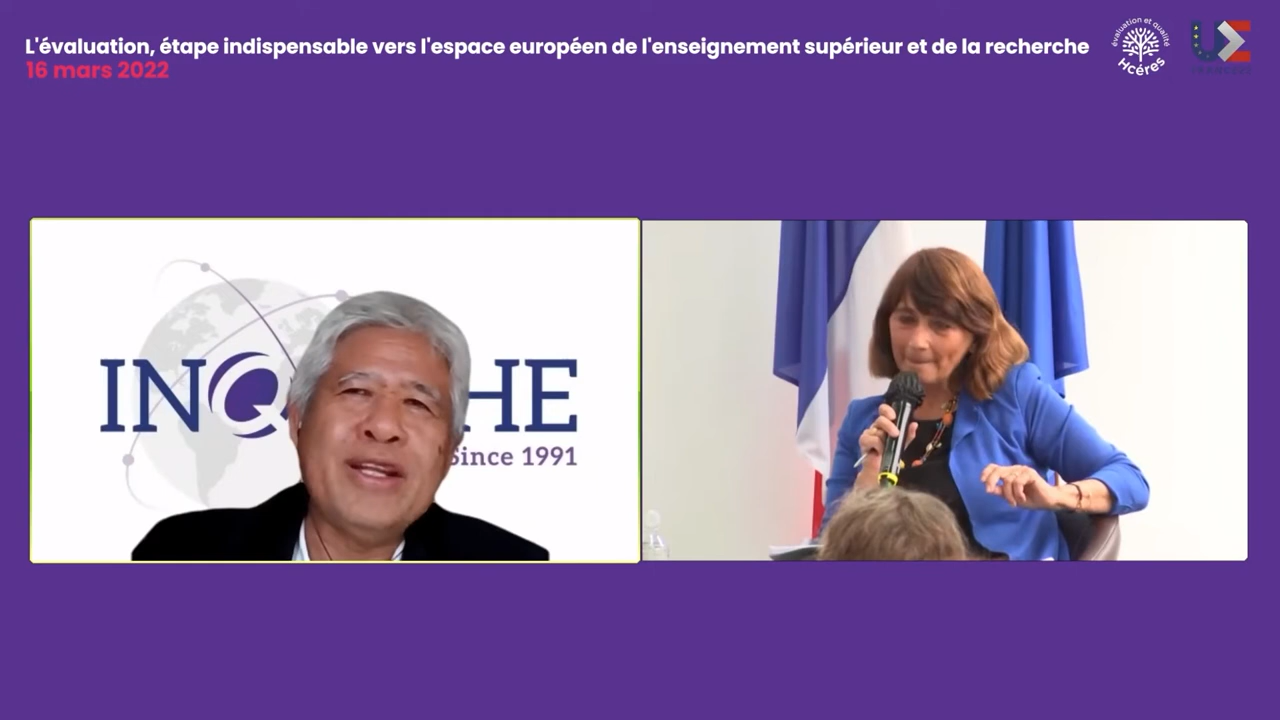 L'évaluation, étape indispensable vers l'espace européen de l'enseignement supérieur et de la recherche
16 mars 2022
évaluation et qualité
Hcéres
UE
INQ HE
Since 1991